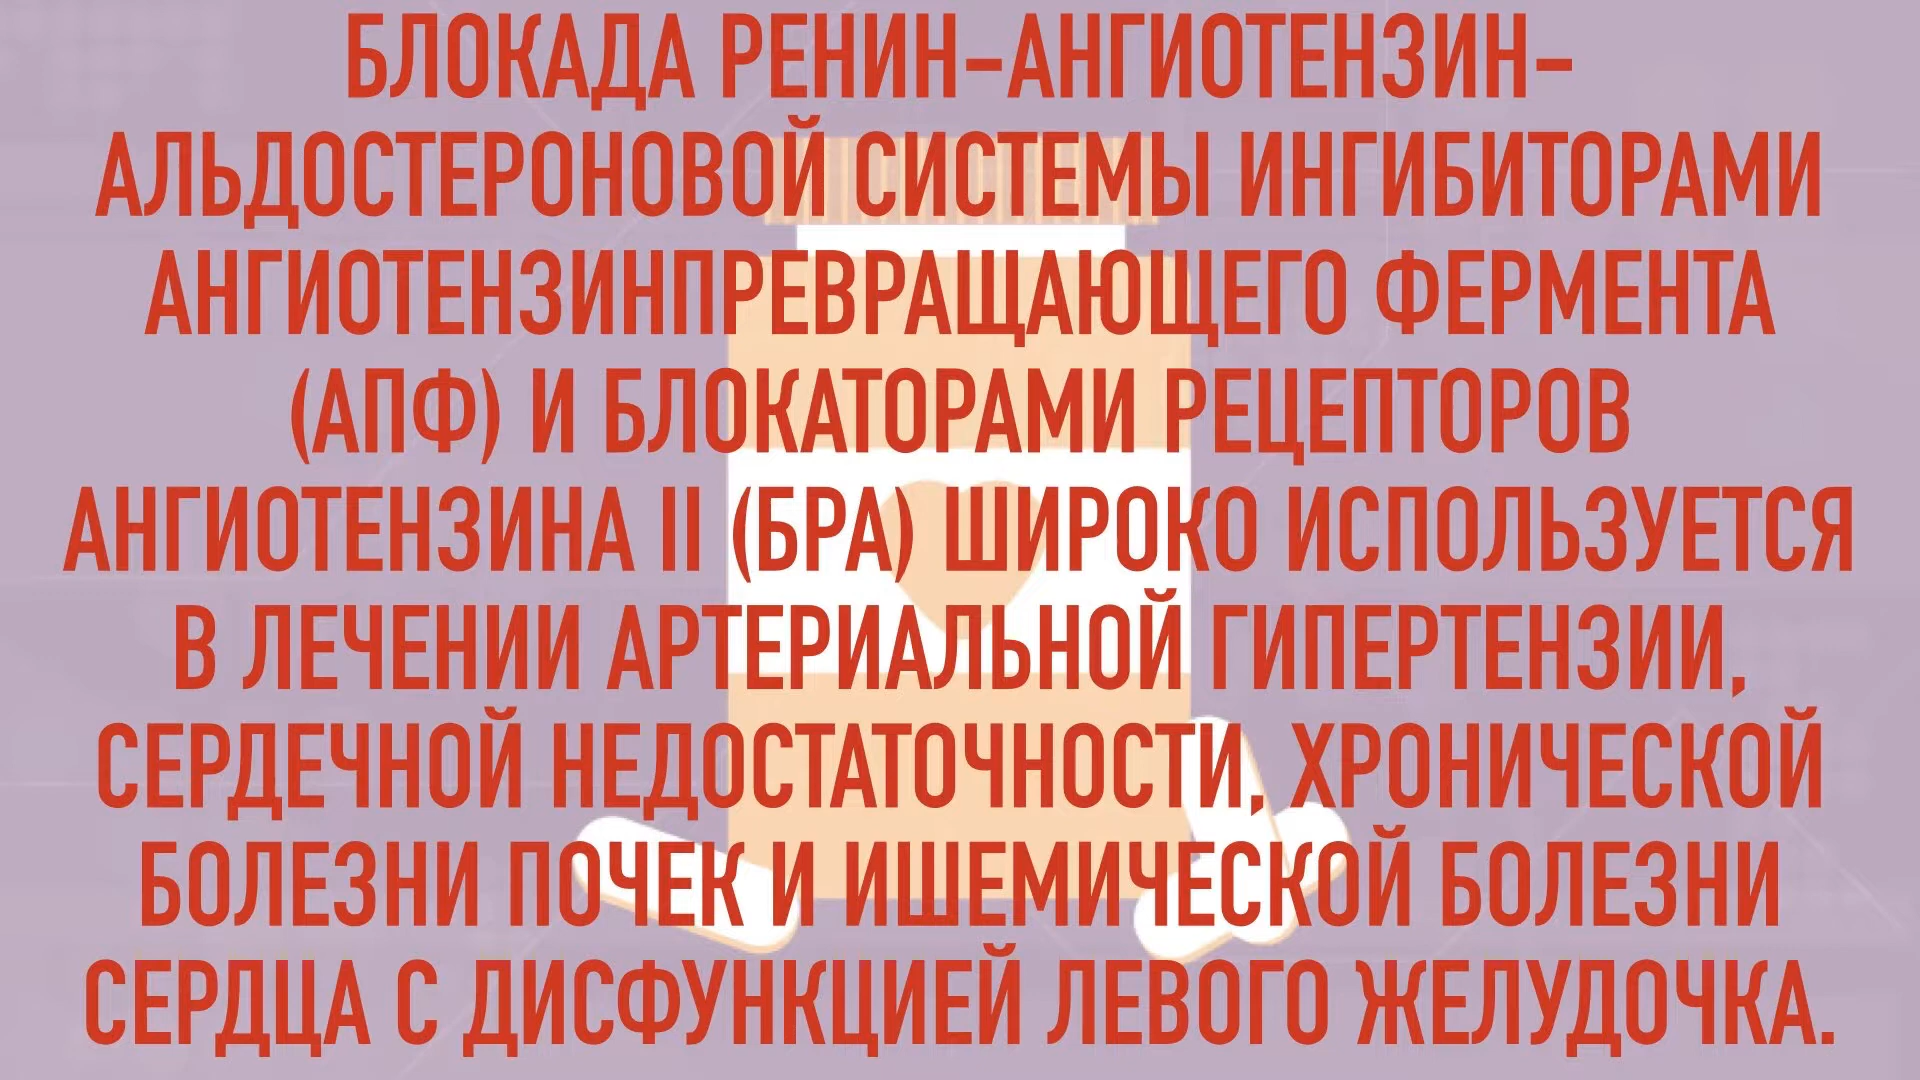 БЛОКАДА РЕНИН-АНГИОТЕНЗИН-
АЛЬДОСТЕРОНОВОЙ СИСТЕМЫ ИНГИБИТОРАМИ
АНГИОТЕНЗИНПРЕВРАЩАЮЩЕГО ФЕРМЕНТА
(АПФ) И БЛОКАТОРАМИ РЕЦЕПТОРОВ
АНГИОТЕНЗИНА II (БРА) ШИРОКО ИСПОЛЬЗУЕТСЯ
В ЛЕЧЕНИИ АРТЕРИАЛЬНОЙ ГИПЕРТЕНЗИИ,
СЕРДЕЧНОЙ НЕДОСТАТОЧНОСТИ, ХРОНИЧЕСКОЙ
БОЛЕЗНИ ПОЧЕК И ИШЕМИЧЕСКОЙ БОЛЕЗНИ
СЕРДЦА С ДИСФУНКЦИЕЙ ЛЕВОГО ЖЕЛУДОЧКА.